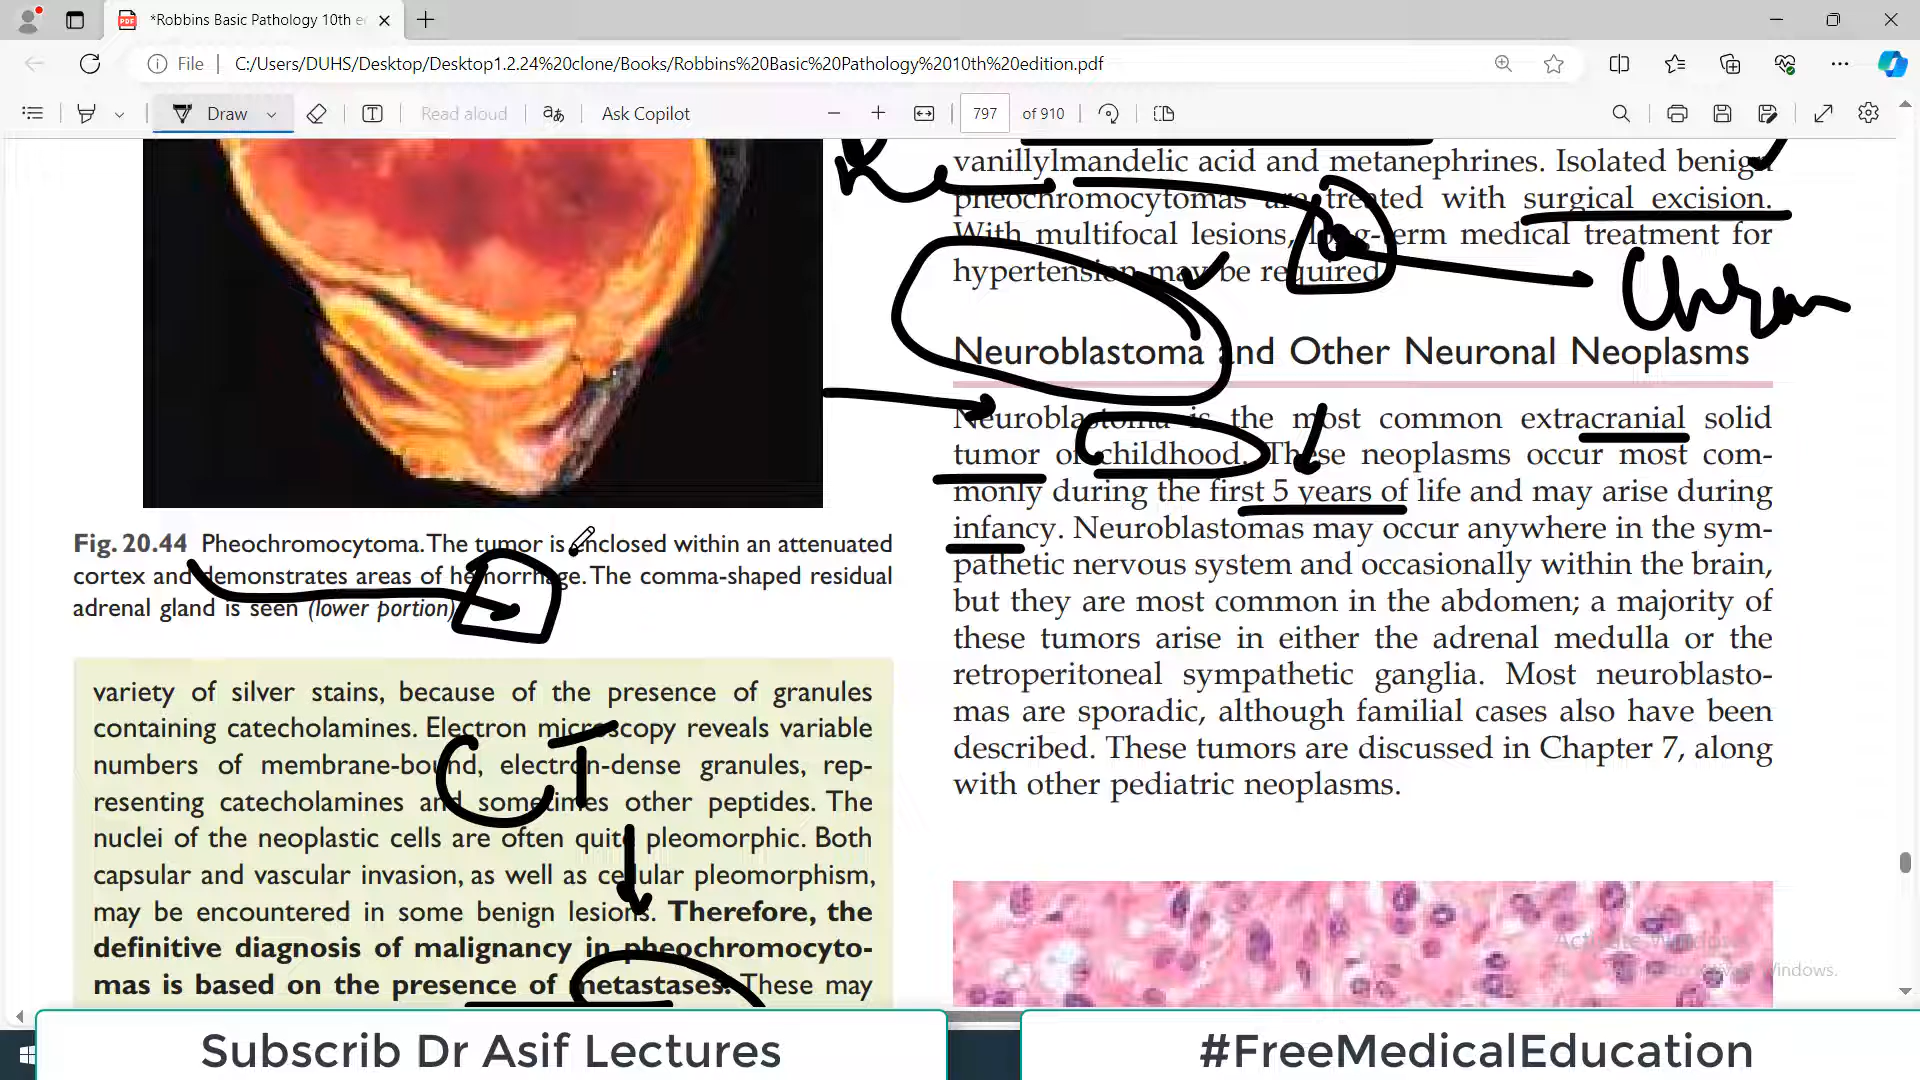 *Robbins Basic Pathology 10th e
File
C:/Users/DUHS/Desktop/Desktop1.2.24%20clone/Books/Robbins%20Basic%20Pathology%2010th%20edition.pdf
Draw
Read aloud
Ask Copilot
797 of 910
Fig. 20.44 Pheochromocytoma. The tumor is enclosed within an attenuated
cortex and demonstrates areas of hemorrhage. The comma-shaped residual
adrenal gland is seen (lower portion)
variety of silver stains, because of the presence of granules
containing catecholamines. Electron microscopy reveals variable
numbers of membrane-bound, electron-dense granules, rep-
resenting catecholamines and sometimes other peptides. The
nuclei of the neoplastic cells are often quite pleomorphic. Both
capsular and vascular invasion, as well as cellular pleomorphism,
may be encountered in some benign lesions. Therefore, the
definitive diagnosis of malignancy in pheochromocyto-
mas is based on the presence of metastases. These may
CT
vanillylmandelic acid and metanephrines. Isolated benign
pheochromocytomas are treated with surgical excision.
With multifocal lesions, long-term medical treatment for
hypertension may be required.
Neuroblastoma and Other Neuronal Neoplasms
Neuroblastoma is the most common extracranial solid
tumor of childhood. These neoplasms occur most com-
monly during the first 5 years of life and may arise during
infancy. Neuroblastomas may occur anywhere in the sym-
pathetic nervous system and occasionally within the brain,
but they are most common in the abdomen; a majority of
these tumors arise in either the adrenal medulla or the
retroperitoneal sympathetic ganglia. Most neuroblasto-
mas are sporadic, although familial cases also have been
described. These tumors are discussed in Chapter 7, along
with other pediatric neoplasms.
Activate Windows
Windows.
Subscrib Dr Asif Lectures
#FreeMedicalEducation